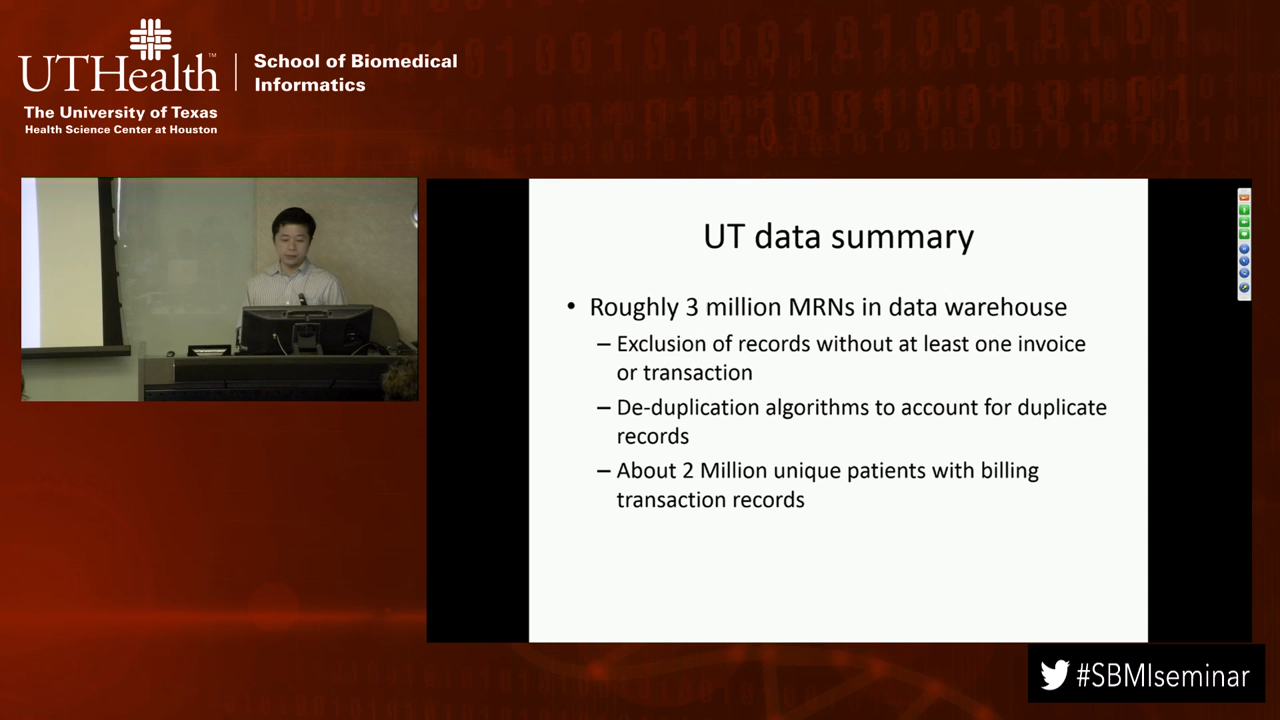 UTHealth™
School of Biomedical
Informatics
The University of Texas
Health Science Center at Houston
UT data summary
• Roughly 3 million MRNs in data warehouse
– Exclusion of records without at least one invoice
or transaction
– De-duplication algorithms to account for duplicate
records
– About 2 Million unique patients with billing
transaction records
#SBMIseminar